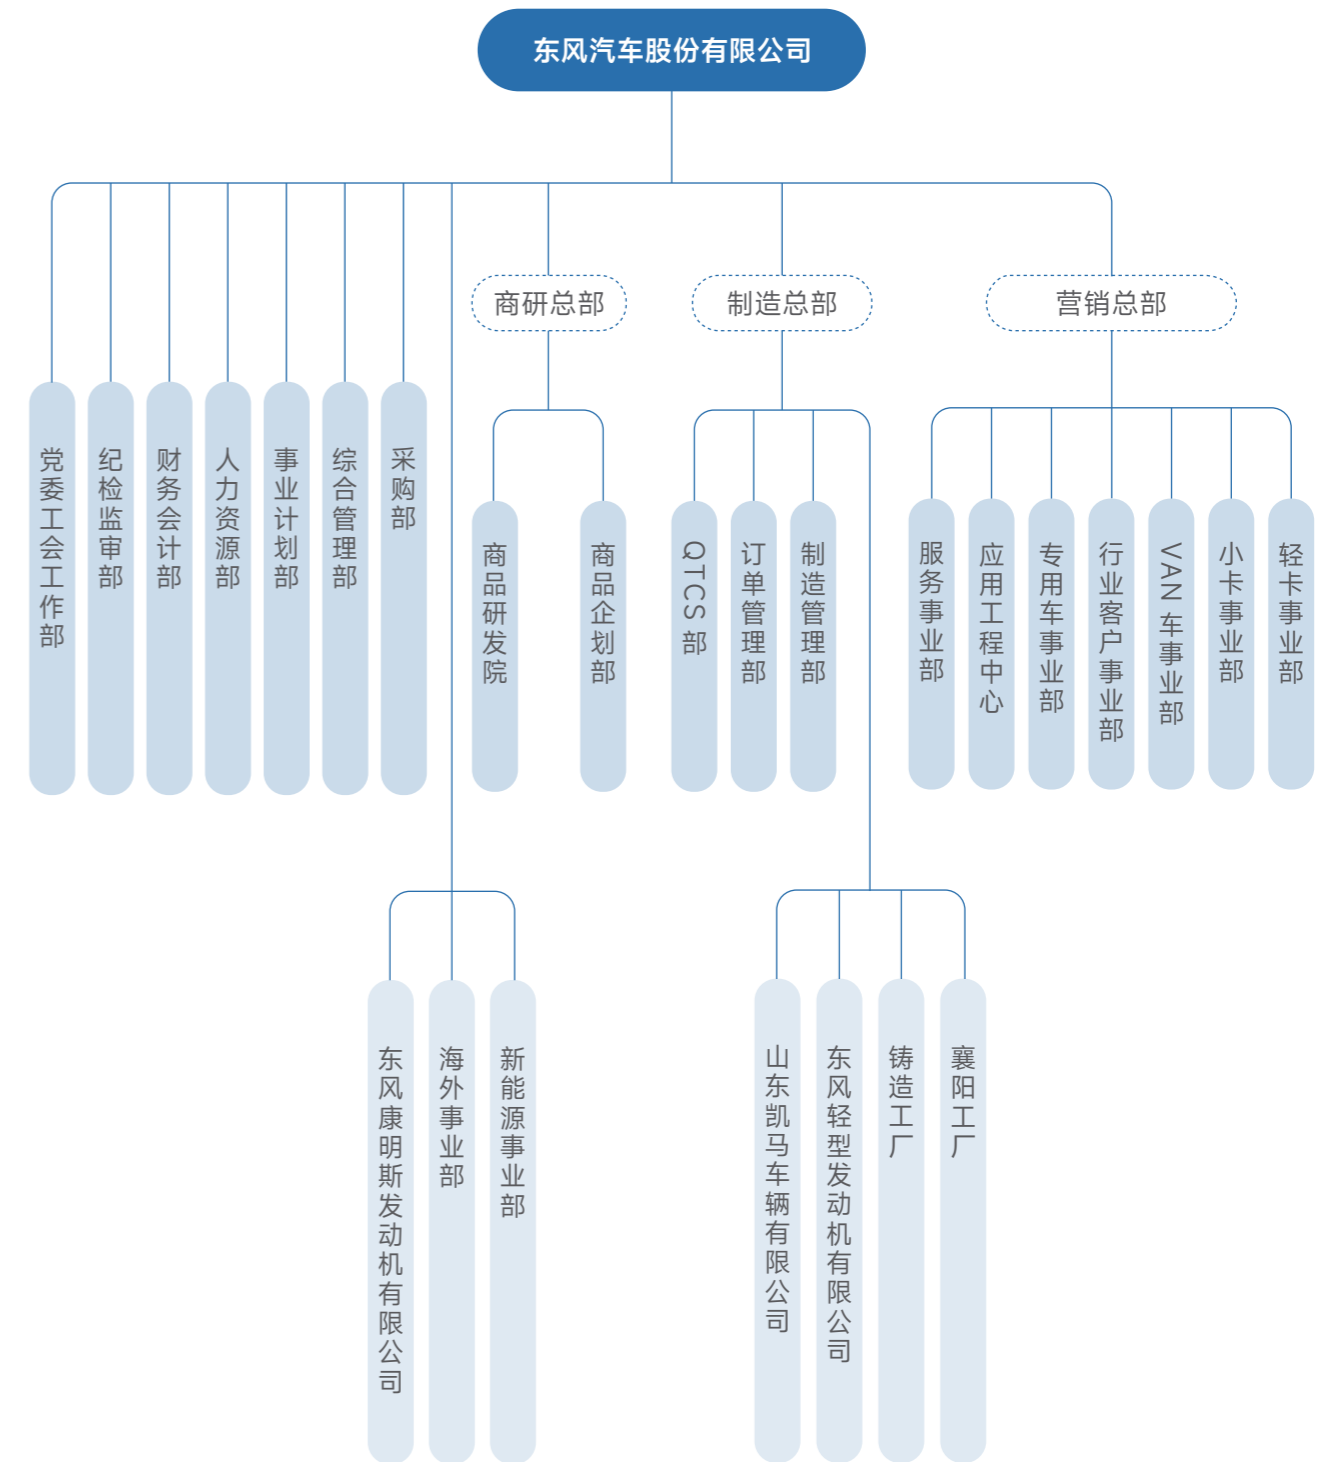 东风汽车股份有限公司
商研总部
制造总部
营销总部
党委工会工作部
纪检监审部
财务会计部
人力资源部
事业计划部
综合管理部
采购部
商品研发院
商品企划部
QTCS 部
订单管理部
制造管理部
服务事业部
应用工程中心
专用车事业部
行业客户事业部
VAN 车事业部
小卡事业部
轻卡事业部
东风康明斯发动机有限公司
海外事业部
新能源事业部
山东凯马车辆有限公司
东风轻型发动机有限公司
铸造工厂
襄阳工厂